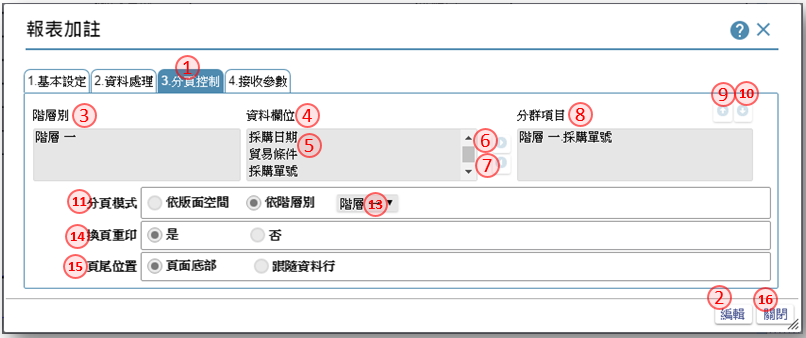 報表加註
?
1.基本設定 2.資料處理 3.分頁控制 4.接收參數
1
階層別 3 資料欄位 4 分群項目 8 9 10
階層 一 採購日期 階層 一.採購單號
5 貿易條件 6
採購單號 7
11 分頁模式 依版面空間 依階層別 階層 13
14 換頁重印 是 否
15 頁尾位置 頁面底部 跟隨資料行
2 16
編輯 關閉